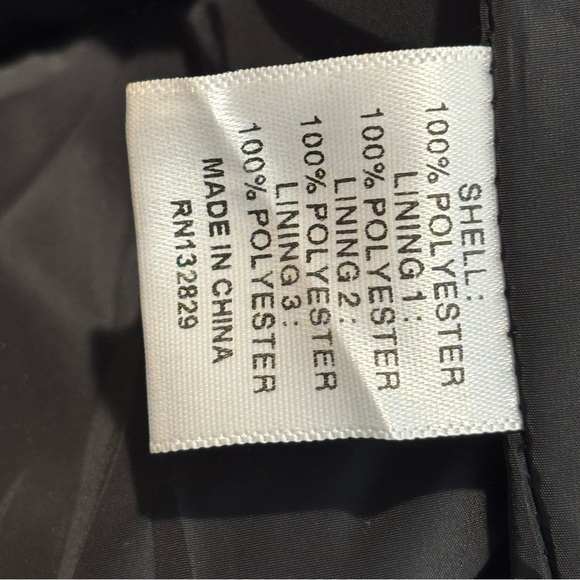 SHELL:
100% POLYESTER
LINING 1:
100% POLYESTER
LINING 2:
100% POLYESTER
LINING 3:
100% POLYESTER
MADE IN CHINA
RN132829